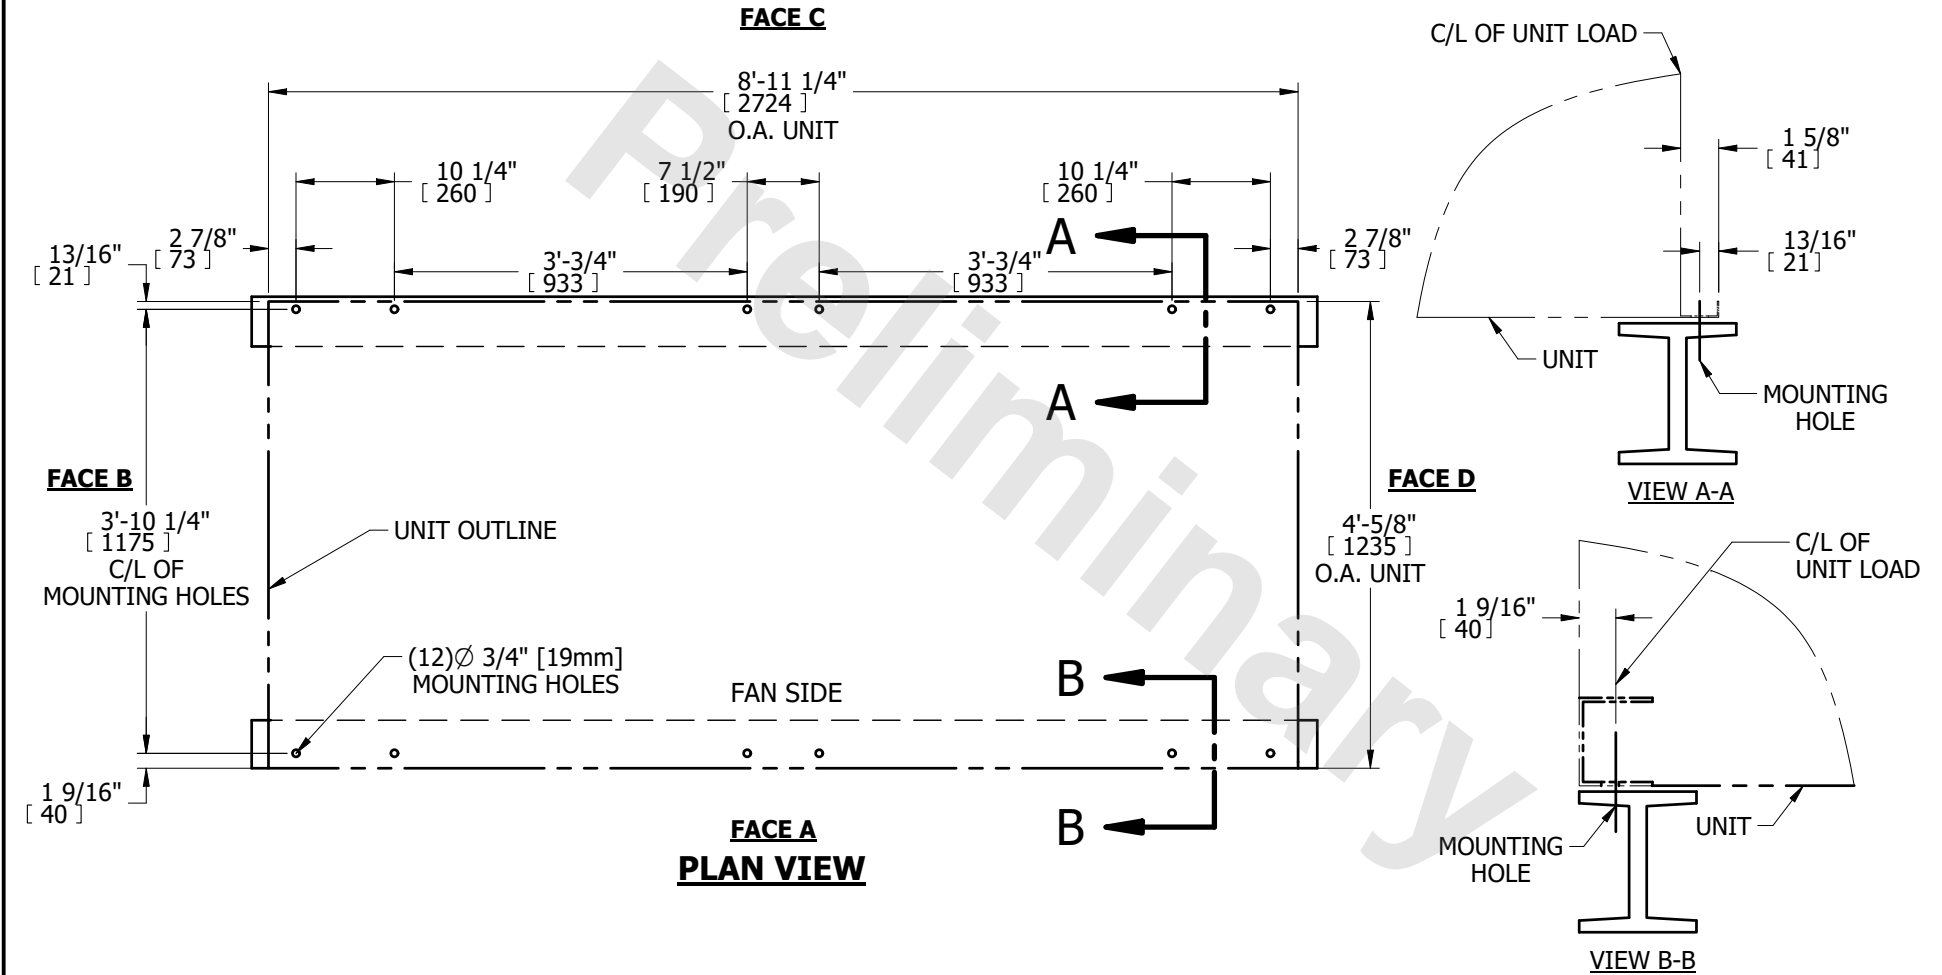 FACE C
8'-11 1/4"
[ 2724 ]
O.A. UNIT
10 1/4"
[ 260 ]
7 1/2"
[ 190 ]
10 1/4"
[ 260 ]
13/16"
[ 21 ]
2 7/8"
[ 73 ]
3'-3/4"
[ 933 ]
3'-3/4"
[ 933 ]
A
2 7/8"
[ 73 ]
A
FACE B
3'-10 1/4"
[ 1175 ]
C/L OF
MOUNTING HOLES
UNIT OUTLINE
FACE D
4'-5/8"
[ 1235 ]
O.A. UNIT
(12)Ø 3/4" [19mm]
MOUNTING HOLES
FAN SIDE
B
1 9/16"
[ 40 ]
B
FACE A
PLAN VIEW
C/L OF UNIT LOAD
1 5/8"
[ 41 ]
13/16"
[ 21 ]
UNIT
MOUNTING
HOLE
VIEW A-A
C/L OF
UNIT LOAD
1 9/16"
[ 40 ]
UNIT
MOUNTING
HOLE
VIEW B-B
Preliminary